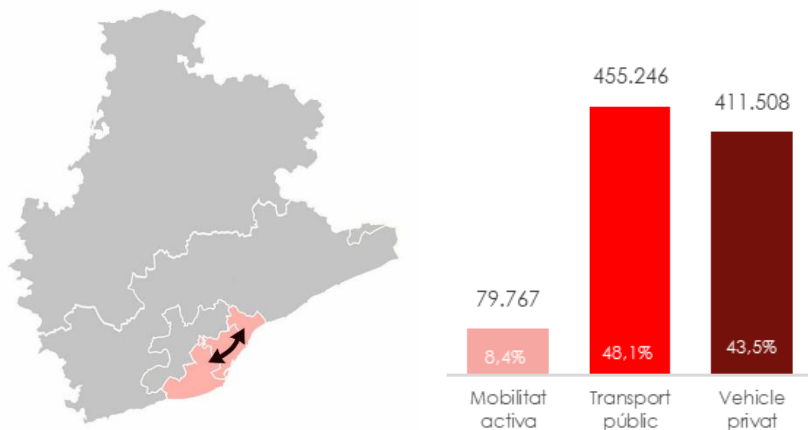 455.246
411.508
79.767
8,4%
48,1%
43,5%
Mobilitat
activa
Transport
públic
Vehicle
privat